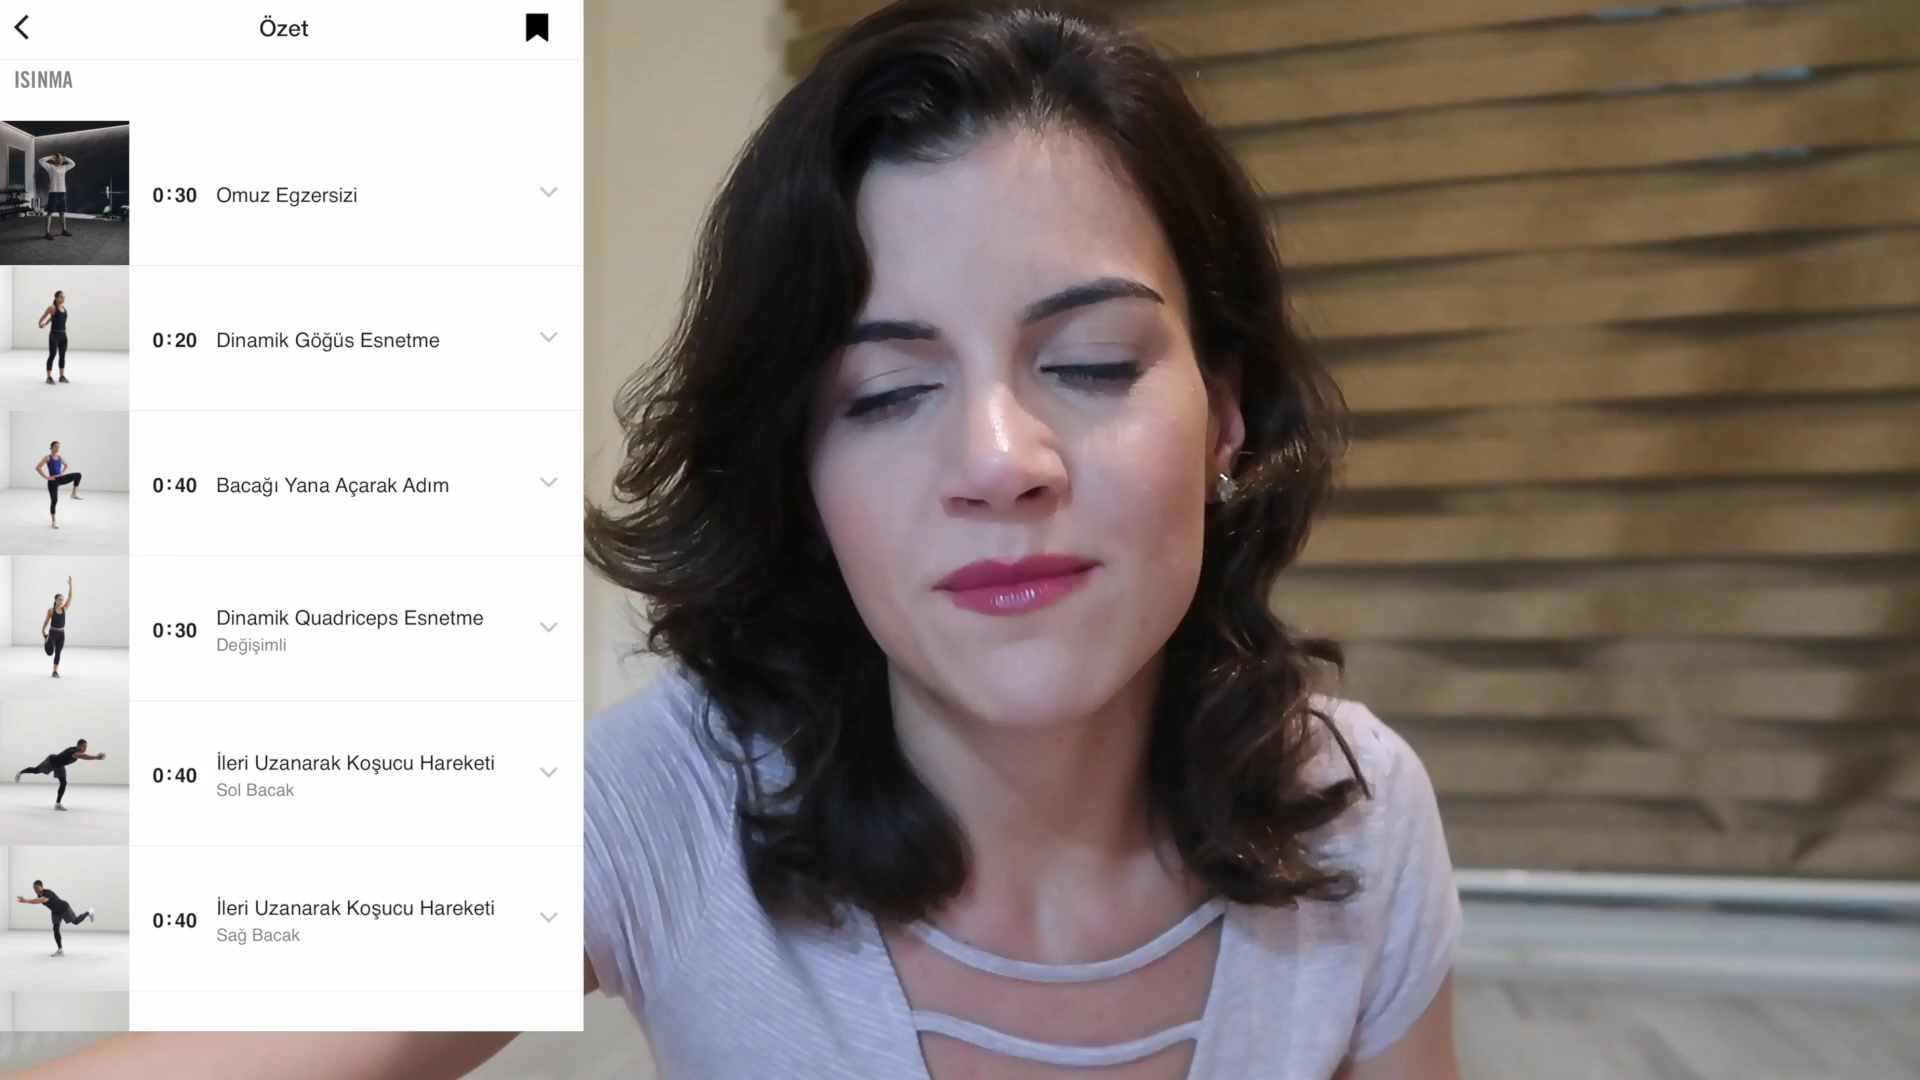 Özet
ISINMA
0:30 Omuz Egzersizi
0:20 Dinamik Göğüs Esnetme
0:40 Bacağı Yana Açarak Adım
0:30 Dinamik Quadriceps Esnetme
Değişimli
0:40 İleri Uzanarak Koşucu Hareketi
Sol Bacak
0:40 İleri Uzanarak Koşucu Hareketi
Sağ Bacak